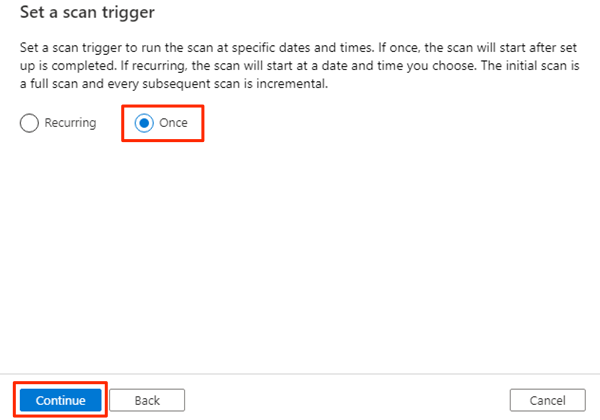 Set a scan trigger
Set a scan trigger to run the scan at specific dates and times. If once, the scan will start after set
up is completed. If recurring, the scan will start at a date and time you choose. The initial scan is
a full scan and every subsequent scan is incremental.
Recurring Once
Continue Back Cancel